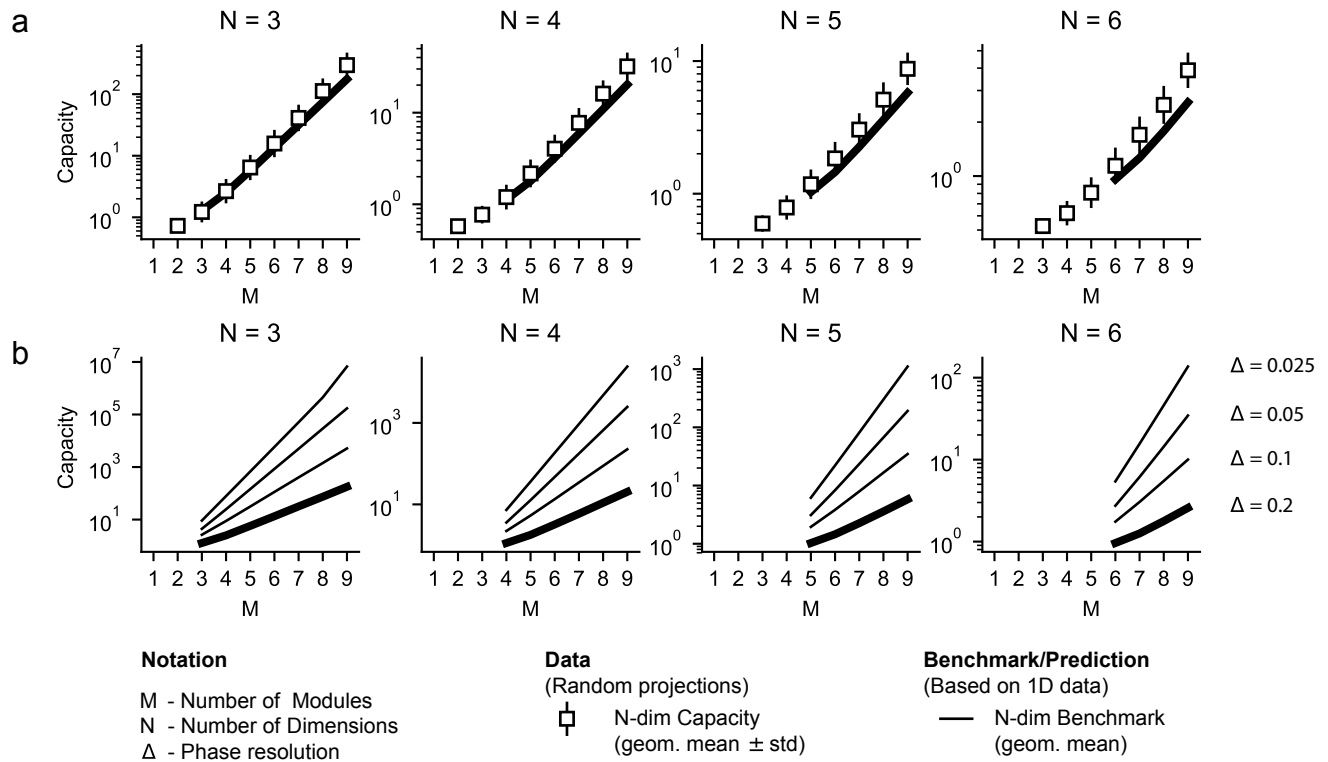 a
N = 3
N = 4
N = 5
N = 6
Capacity
10^2
10^1
10^0
1 2 3 4 5 6 7 8 9
M
10^1
10^0
1 2 3 4 5 6 7 8 9
M
10^1
10^0
1 2 3 4 5 6 7 8 9
M
10^0
1 2 3 4 5 6 7 8 9
M
b
N = 3
N = 4
N = 5
N = 6
Capacity
10^7
10^5
10^3
10^1
1 2 3 4 5 6 7 8 9
M
10^3
10^1
1 2 3 4 5 6 7 8 9
M
10^3
10^2
10^1
10^0
1 2 3 4 5 6 7 8 9
M
10^2
10^1
10^0
1 2 3 4 5 6 7 8 9
M
Δ = 0.025
Δ = 0.05
Δ = 0.1
Δ = 0.2
Notation
M - Number of Modules
N - Number of Dimensions
Δ - Phase resolution
Data
(Random projections)
N-dim Capacity
(geom. mean ± std)
Benchmark/Prediction
(Based on 1D data)
N-dim Benchmark
(geom. mean)